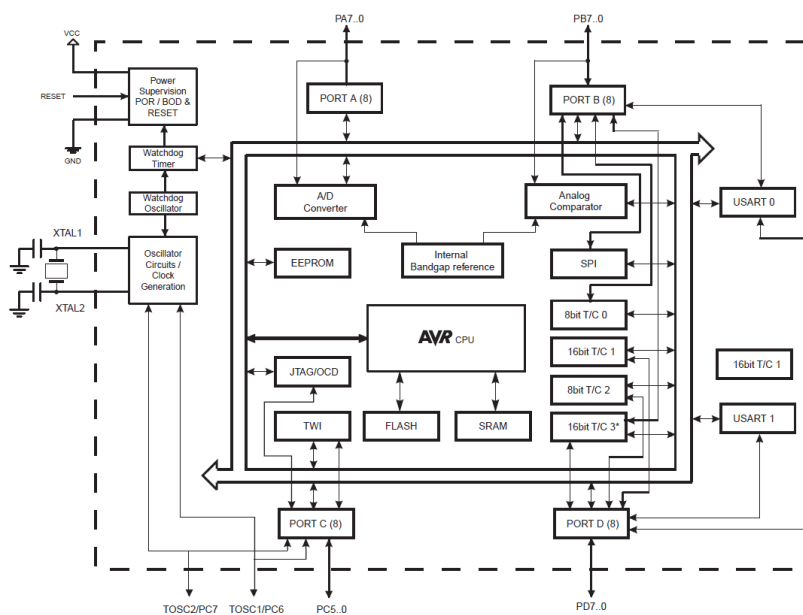 PA7..0
PB7..0
VCC
RESET
GND
Power
Supervision
POR / BOD &
RESET
PORT A (8)
PORT B (8)
Watchdog
Timer
Watchdog
Oscillator
A/D
Converter
Analog
Comparator
USART 0
XTAL1
XTAL2
Oscillator
Circuits /
Clock
Generation
EEPROM
Internal
Bandgap reference
SPI
AVR CPU
8bit T/C 0
16bit T/C 1
16bit T/C 1
JTAG/OCD
8bit T/C 2
TWI
FLASH
SRAM
16bit T/C 3*
USART 1
PORT C (8)
PORT D (8)
TOSC2/PC7
TOSC1/PC6
PC5..0
PD7..0